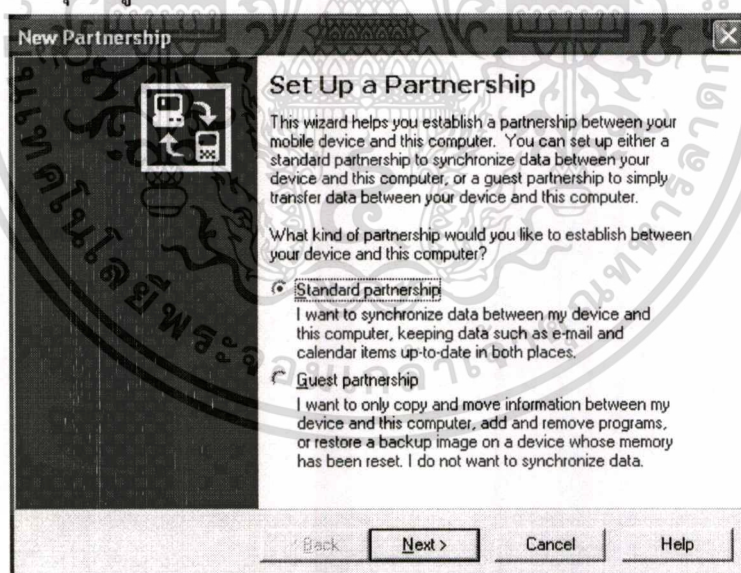 New Partnership
Set Up a Partnership
This wizard helps you establish a partnership between your
mobile device and this computer. You can set up either a
standard partnership to synchronize data between your
device and this computer, or a guest partnership to simply
transfer data between your device and this computer.
What kind of partnership would you like to establish between
your device and this computer?
Standard partnership
I want to synchronize data between my device and
this computer, keeping data such as e-mail and
calendar items up-to-date in both places.
Guest partnership
I want to only copy and move information between my
device and this computer, add and remove programs,
or restore a backup image on a device whose memory
has been reset. I do not want to synchronize data.
< Back
Next >
Cancel
Help